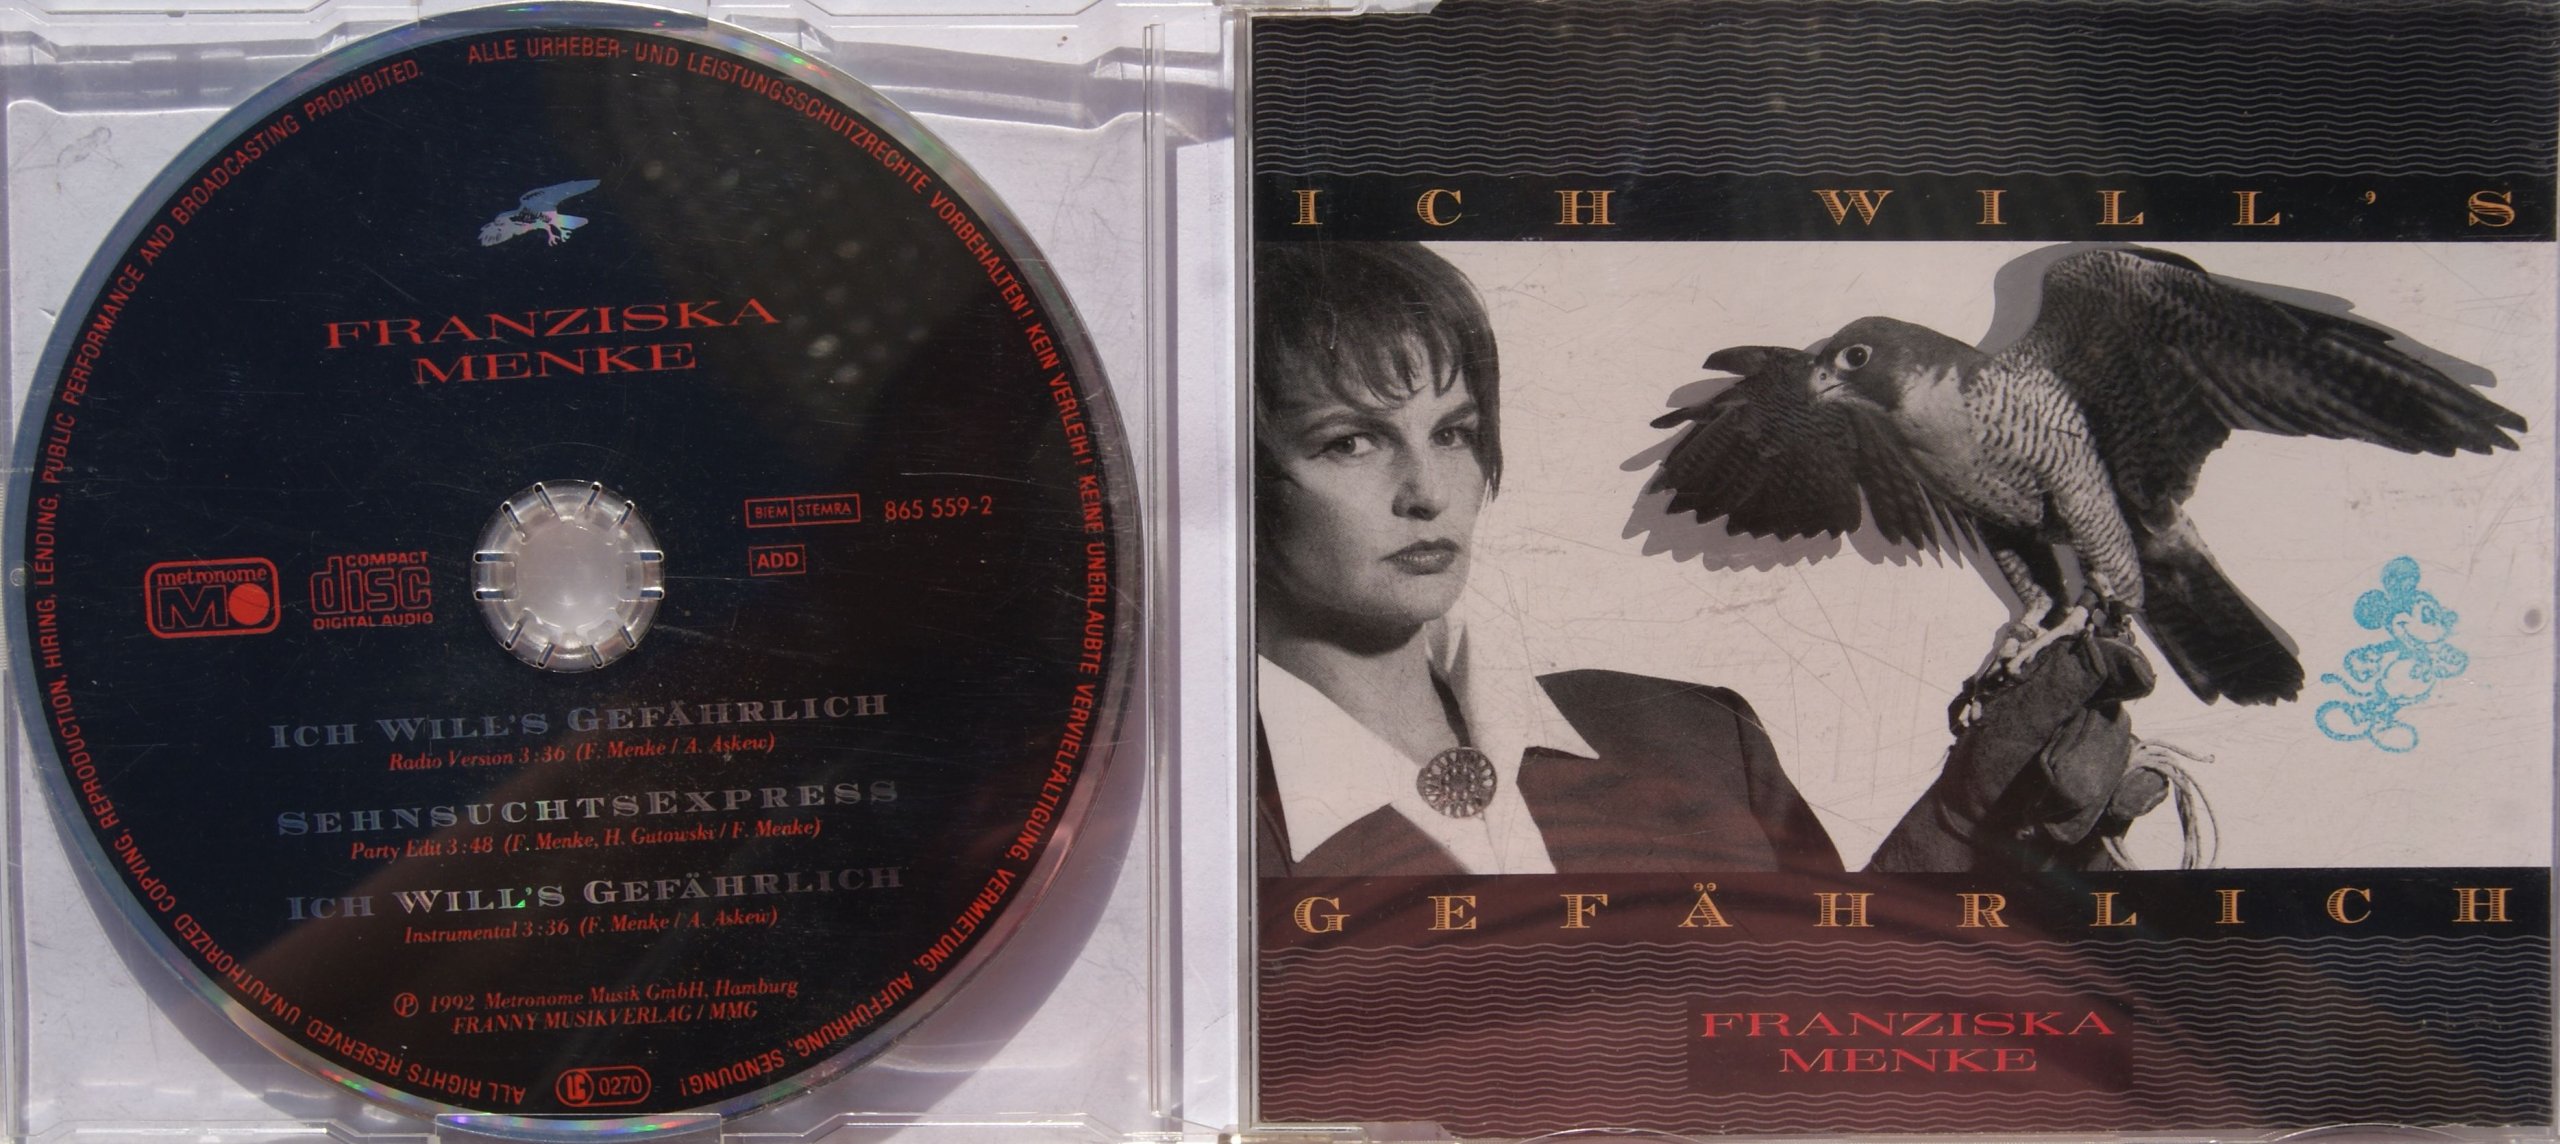 ALLE URHEBER- UND LEISTUNGSSCHUTZRECHTE VORBEHALTEN! KEIN VERLEIH! KEINE UNERLAUBTE VERVIELFÄLTIGUNG, VERMIETUNG, AUFFÜHRUNG, SENDUNG!
ALL RIGHTS RESERVED. UNAUTHORIZED COPYING, REPRODUCTION, HIRING, LENDING, PUBLIC PERFORMANCE AND BROADCASTING PROHIBITED.
FRANZISKA
MENKE
BIEM STEMRA 865 559-2
ADD
metronome
M
COMPACT
disc
DIGITAL AUDIO
ICH WILL'S GEFÄHRLICH
Radio Version 3:36 (F. Menke / A. Askew)
SEHNSUCHTSEXPRESS
Party Edit 3:48 (F. Menke, H. Gutowski / F. Menke)
ICH WILL'S GEFÄHRLICH
Instrumental 3:36 (F. Menke / A. Askew)
Ⓟ 1992 Metronome Musik GmbH, Hamburg
FRANNY MUSIKVERLAG / MMG
LC 0270
ICH WILL'S
GEFÄHRLICH
FRANZISKA
MENKE